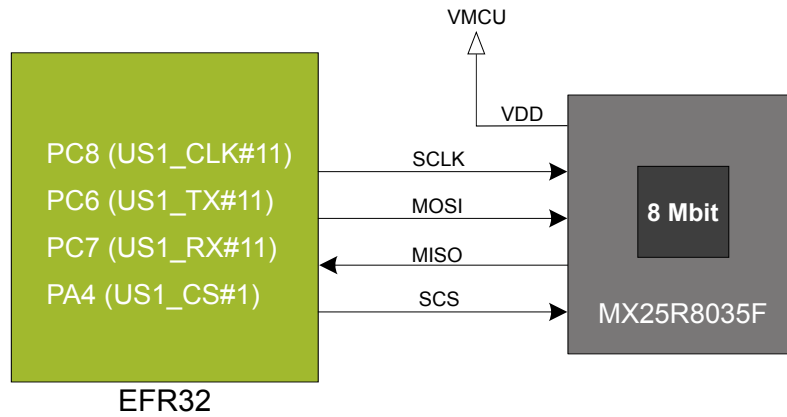 VMCU
VDD
PC8 (US1_CLK#11)
SCLK
PC6 (US1_TX#11)
MOSI
8 Mbit
PC7 (US1_RX#11)
MISO
PA4 (US1_CS#1)
SCS
MX25R8035F
EFR32